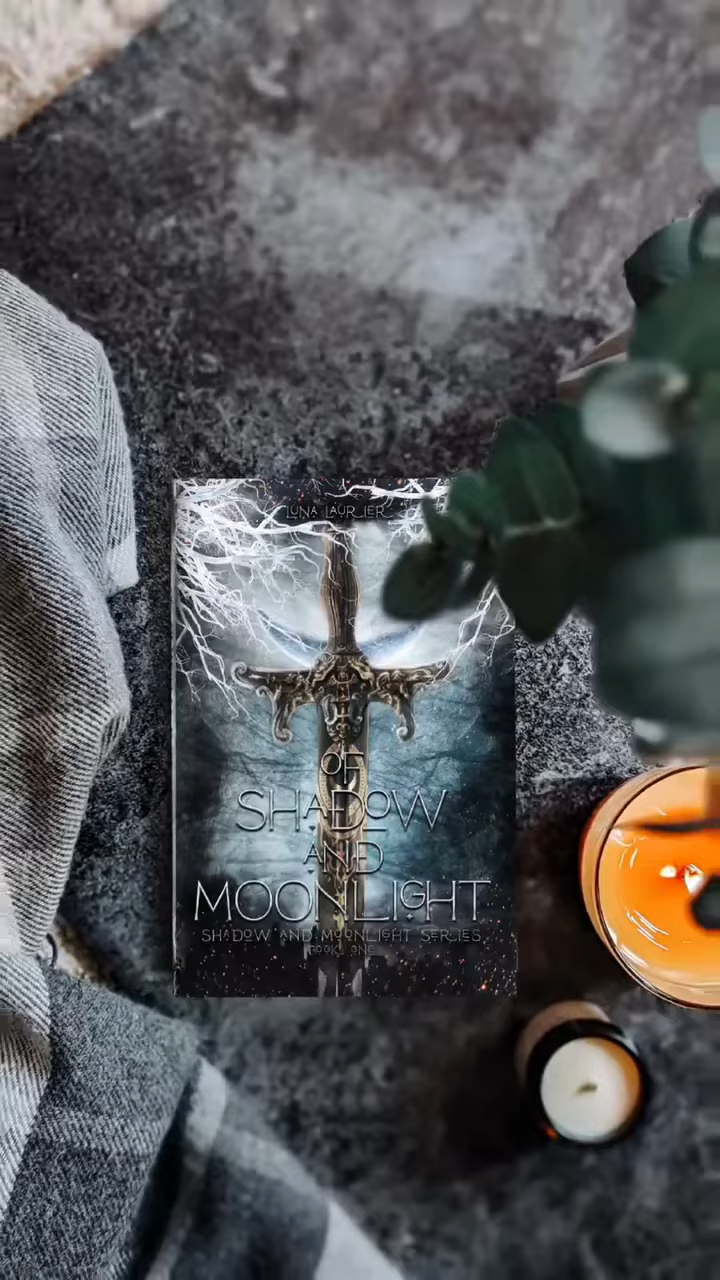 LUNA LAURIER
OF
SHADOW
AND
MOONLIGHT
SHADOW AND MOONLIGHT SERIES
BOOK ONE